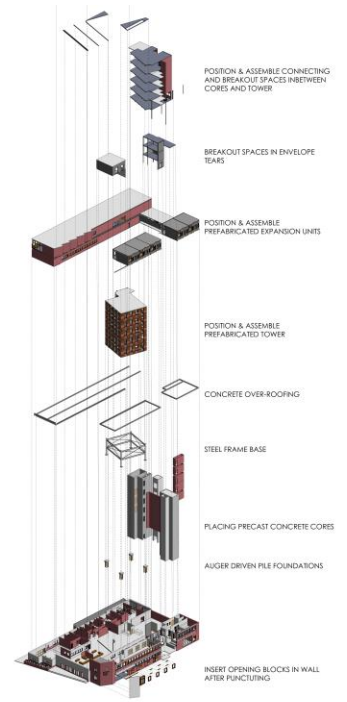 POSITION & ASSEMBLE CONNECTING
AND BREAKOUT SPACES INBETWEEN
CORES AND TOWER
BREAKOUT SPACES IN ENVELOPE
TEARS
POSITION & ASSEMBLE
PREFABRICATED EXPANSION UNITS
POSITION & ASSEMBLE
PREFABRICATED TOWER
CONCRETE OVER-ROOFING
STEEL FRAME BASE
PLACING PRECAST CONCRETE CORES
AUGER DRIVEN PILE FOUNDATIONS
INSERT OPENING BLOCKS IN WALL
AFTER PUNCTUTING